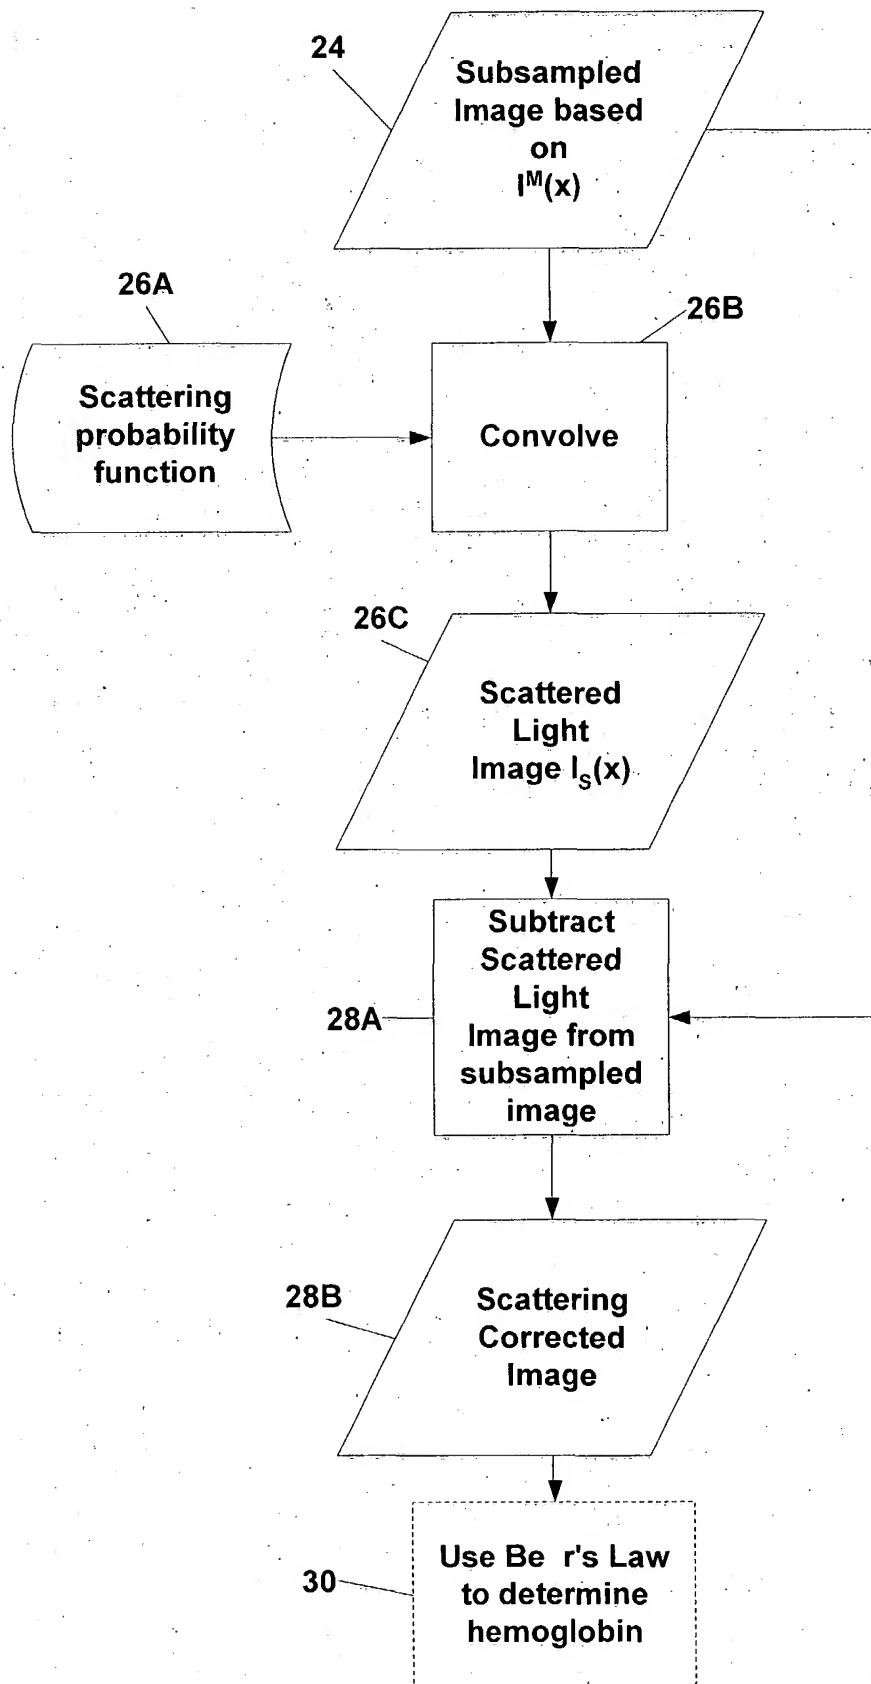 24
Subsampled
Image based
on
I^M(x)
26A
26B
Scattering
probability
function
Convolve
26C
Scattered
Light
Image I_S(x)
28A
Subtract
Scattered
Light
Image from
subsampled
image
28B
Scattering
Corrected
Image
30
Use Be r's Law
to determine
hemoglobin